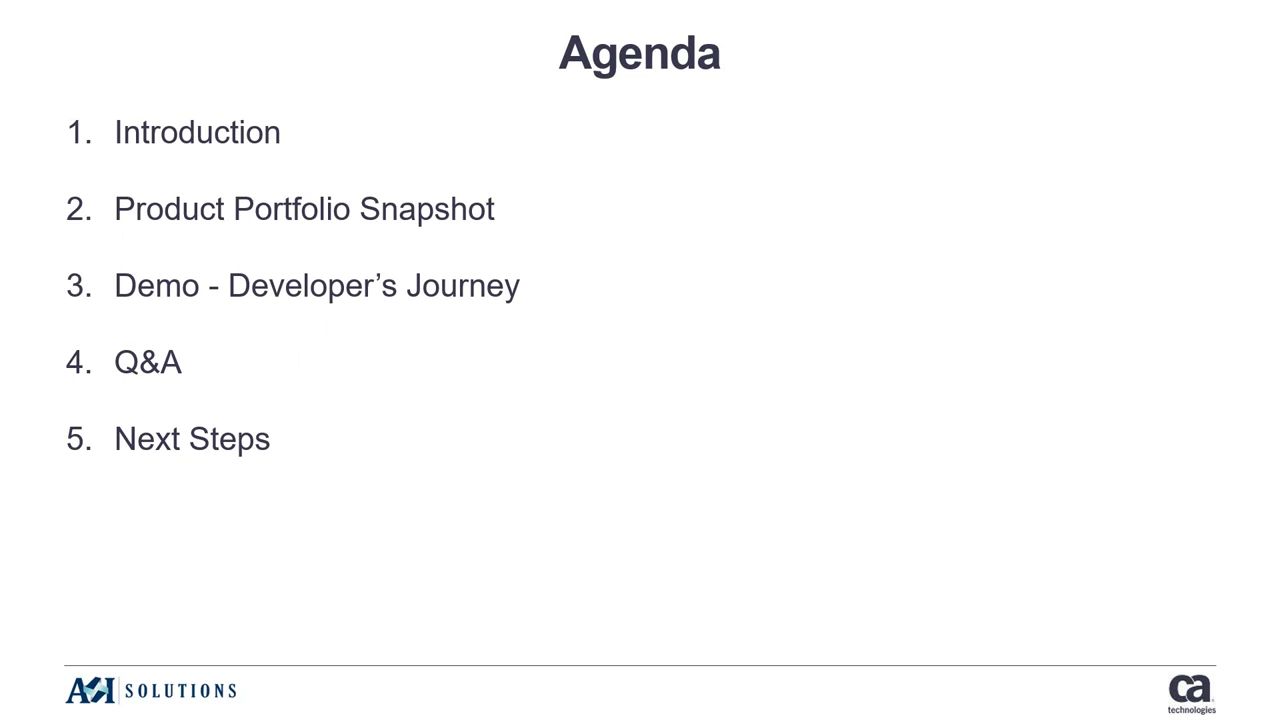 Agenda
1. Introduction
2. Product Portfolio Snapshot
3. Demo - Developer’s Journey
4. Q&A
5. Next Steps
SOLUTIONS
ca
technologies